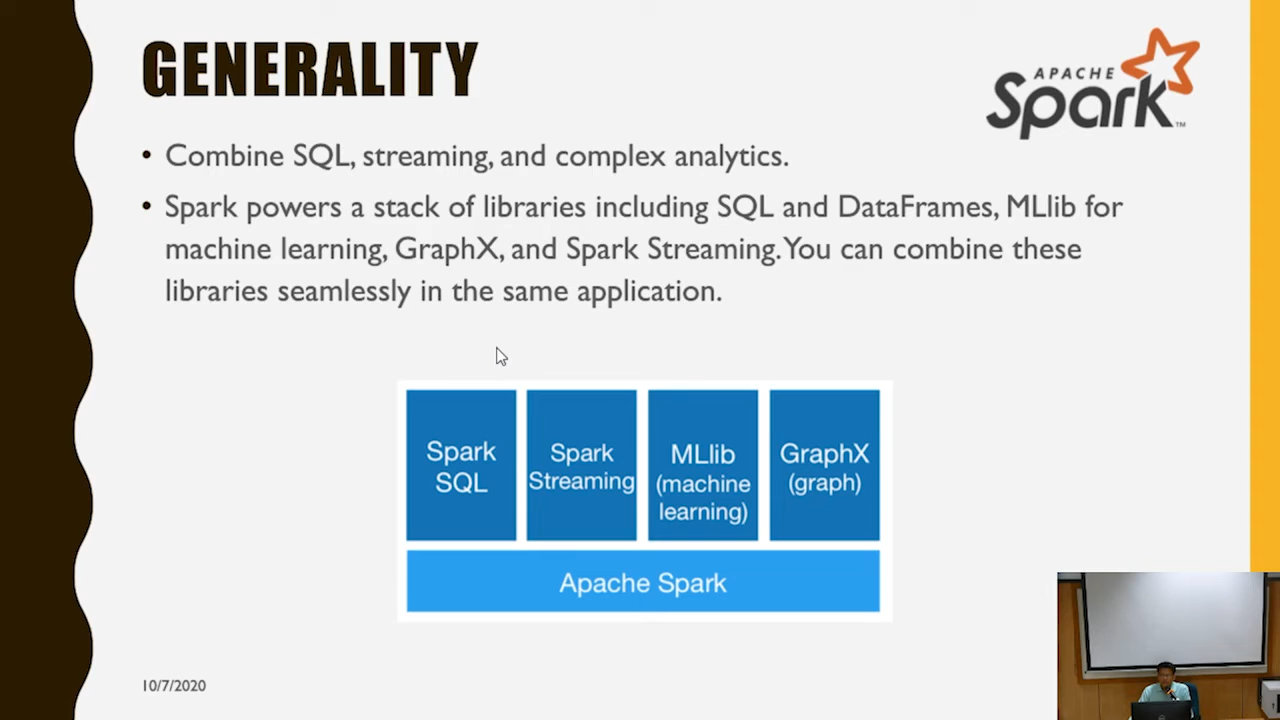 GENERALITY
APACHE
Spark™
• Combine SQL, streaming, and complex analytics.
• Spark powers a stack of libraries including SQL and DataFrames, MLlib for
machine learning, GraphX, and Spark Streaming. You can combine these
libraries seamlessly in the same application.
Spark
SQL
Spark
Streaming
MLlib
(machine
learning)
GraphX
(graph)
Apache Spark
10/7/2020